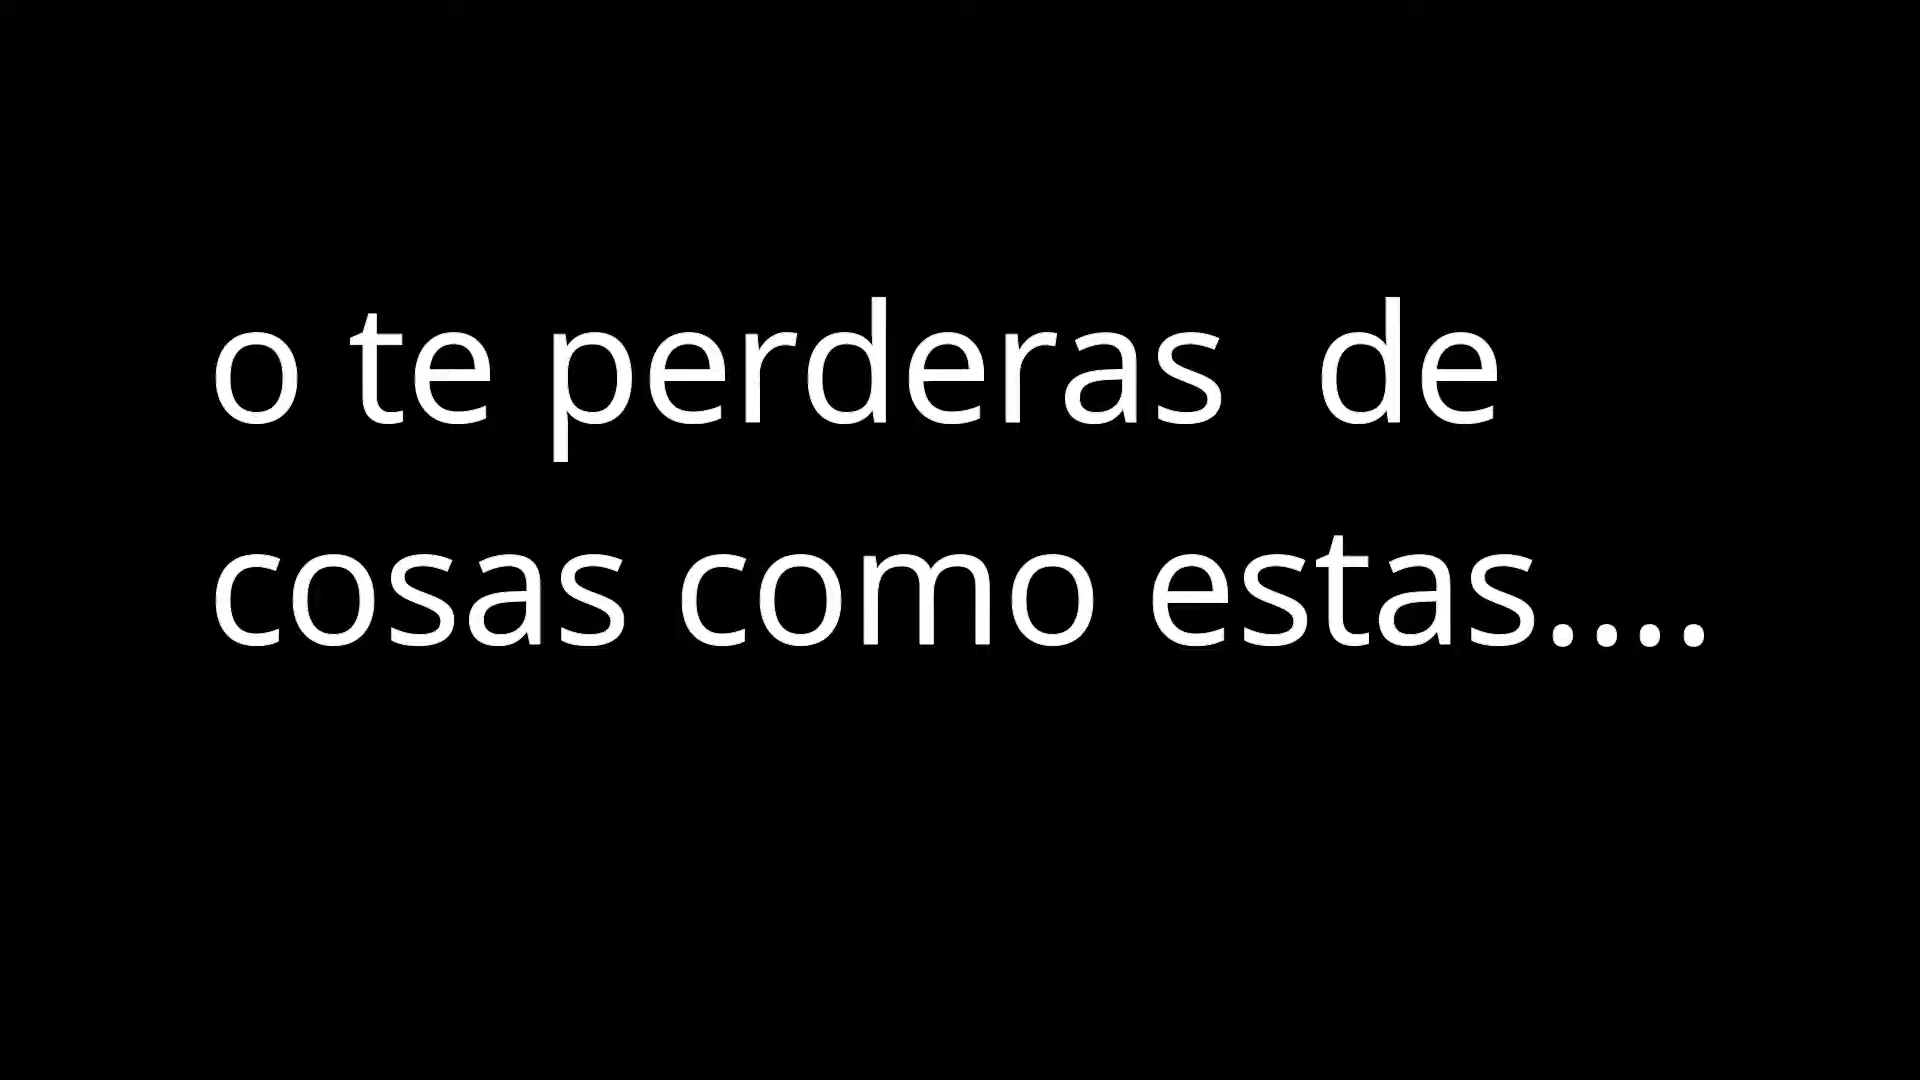 o te perderas  de
cosas como estas....